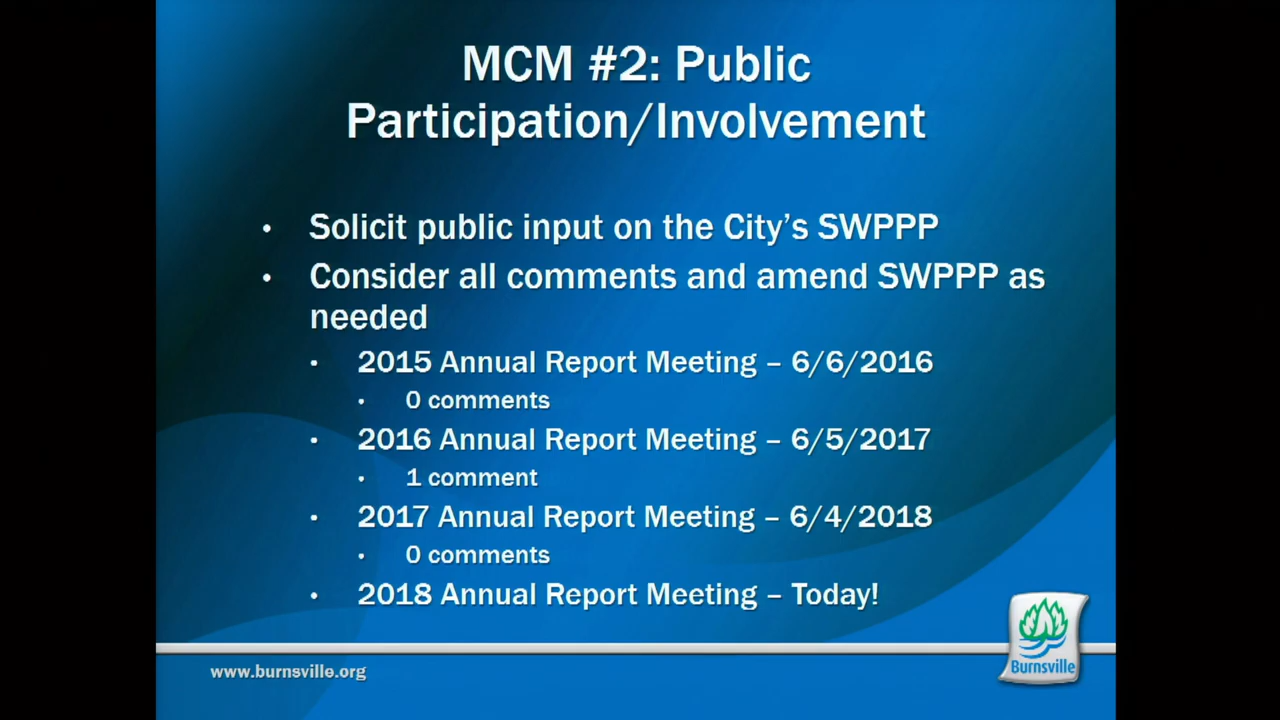 MCM #2: Public
Participation/Involvement
• Solicit public input on the City's SWPPP
• Consider all comments and amend SWPPP as
needed
• 2015 Annual Report Meeting – 6/6/2016
• 0 comments
• 2016 Annual Report Meeting – 6/5/2017
• 1 comment
• 2017 Annual Report Meeting – 6/4/2018
• 0 comments
• 2018 Annual Report Meeting – Today!
www.burnsville.org
Burnsville